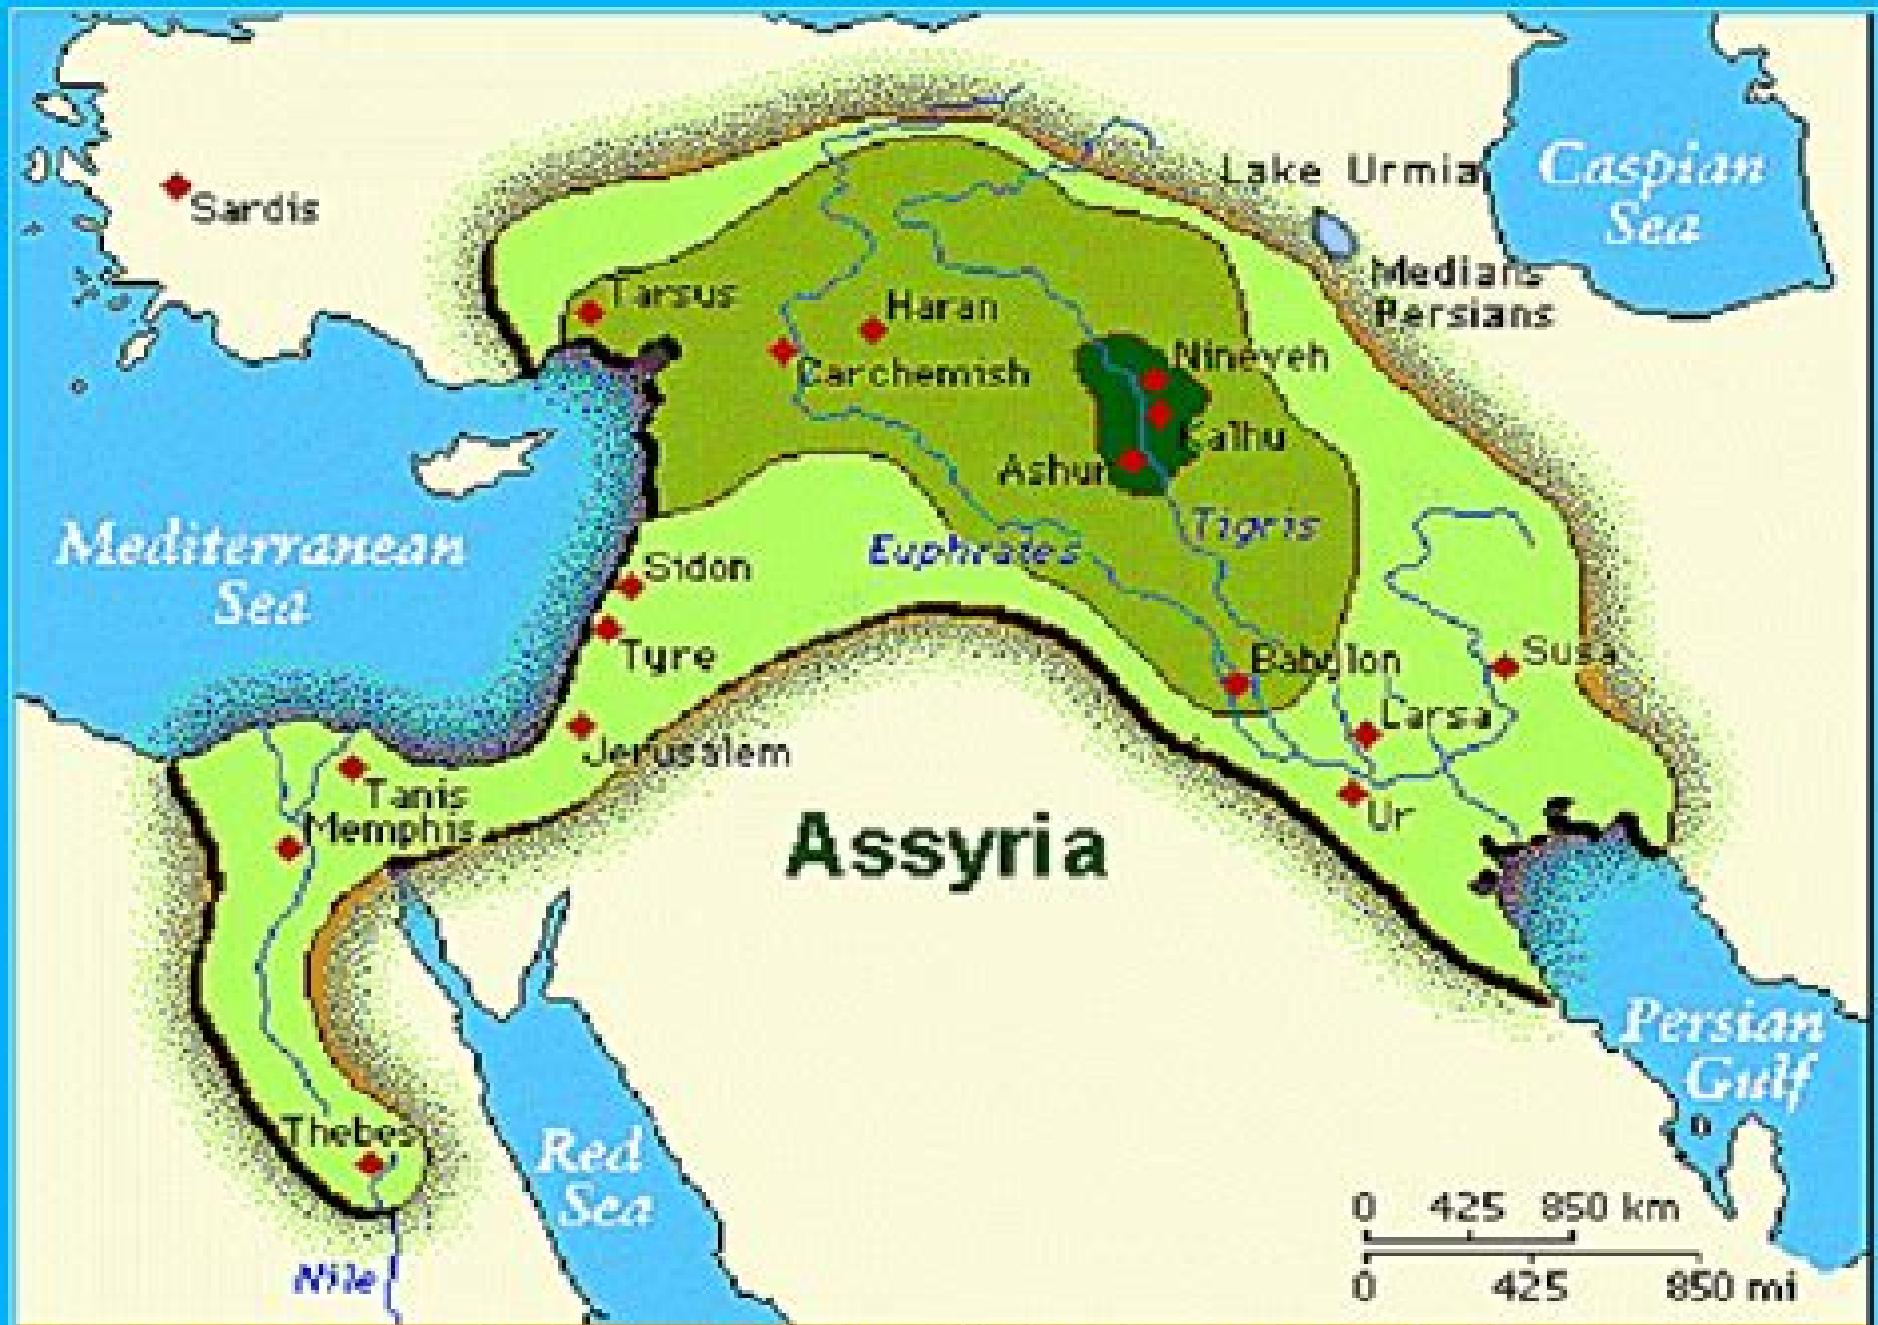 Caspian
Sea
Lake Urmia
Sardis
Medians
Persians
Tarsus
Haran
Carchemish
Nineveh
Kalhu
Ashur
Mediterranean
Sea
Tigris
Euphrates
Sidon
Tyre
Babylon
Susa
Larsa
Jerusalem
Tanis
Memphis
Ur
Assyria
Persian
Gulf
Thebes
Red
Sea
Nile
0 425 850 km
0 425 850 mi